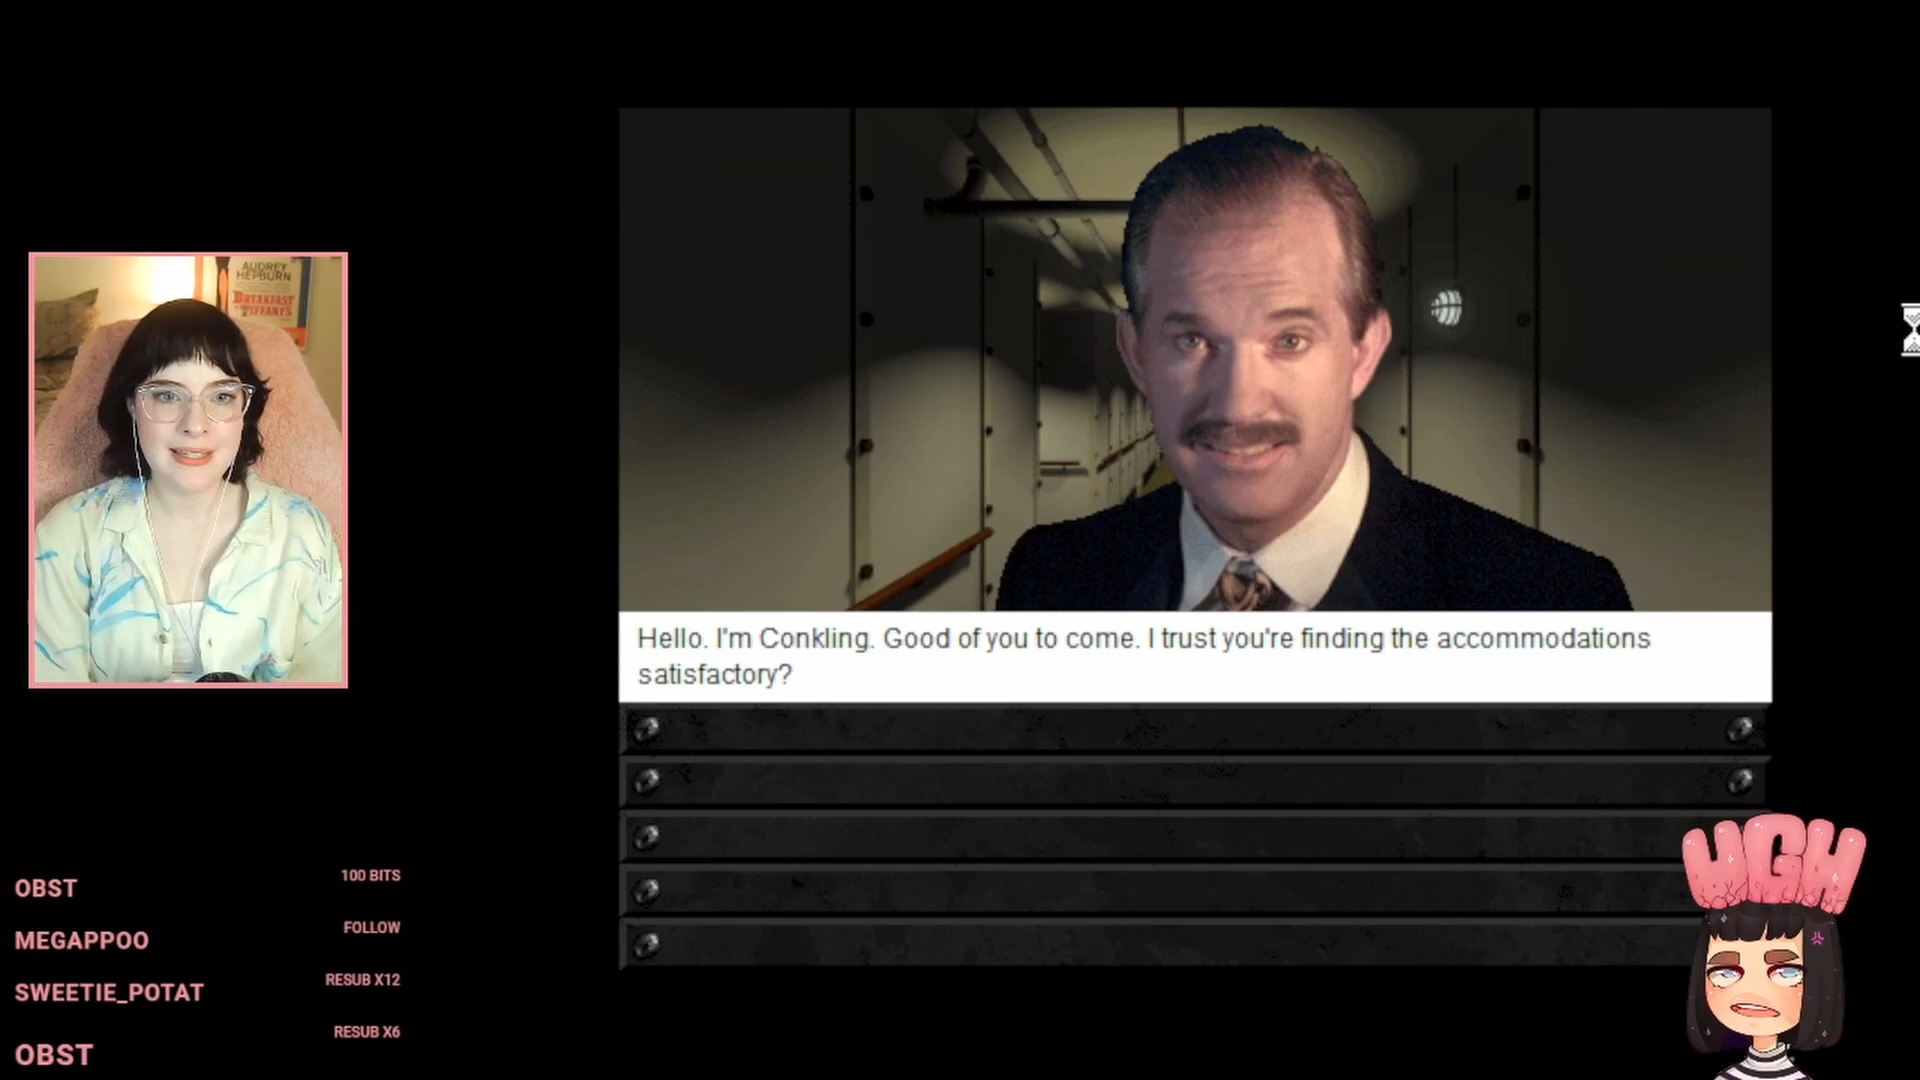 AUDREY
HEPBURN
BREAKFAST
TIFFANY'S
Hello. I'm Conkling. Good of you to come. I trust you're finding the accommodations
satisfactory?
OBST
100 BITS
MEGAPPOO
FOLLOW
SWEETIE_POTAT
RESUB X12
OBST
RESUB X6
UGH